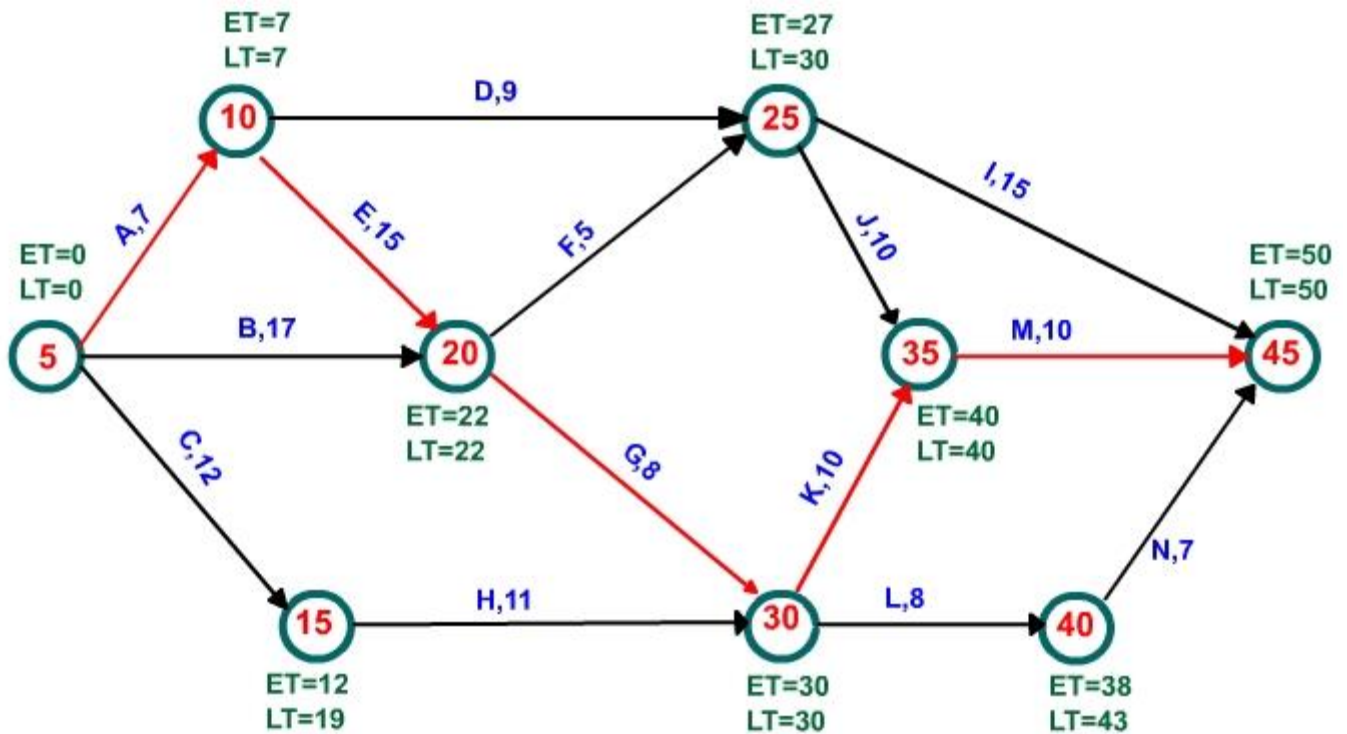 ET=7
LT=7
ET=27
LT=30
D,9
10
25
A,7
E,15
F,5
J,10
I,15
ET=0
LT=0
ET=50
LT=50
5
B,17
20
35
M,10
45
ET=22
LT=22
ET=40
LT=40
C,12
G,8
K,10
N,7
15
H,11
30
L,8
40
ET=12
LT=19
ET=30
LT=30
ET=38
LT=43